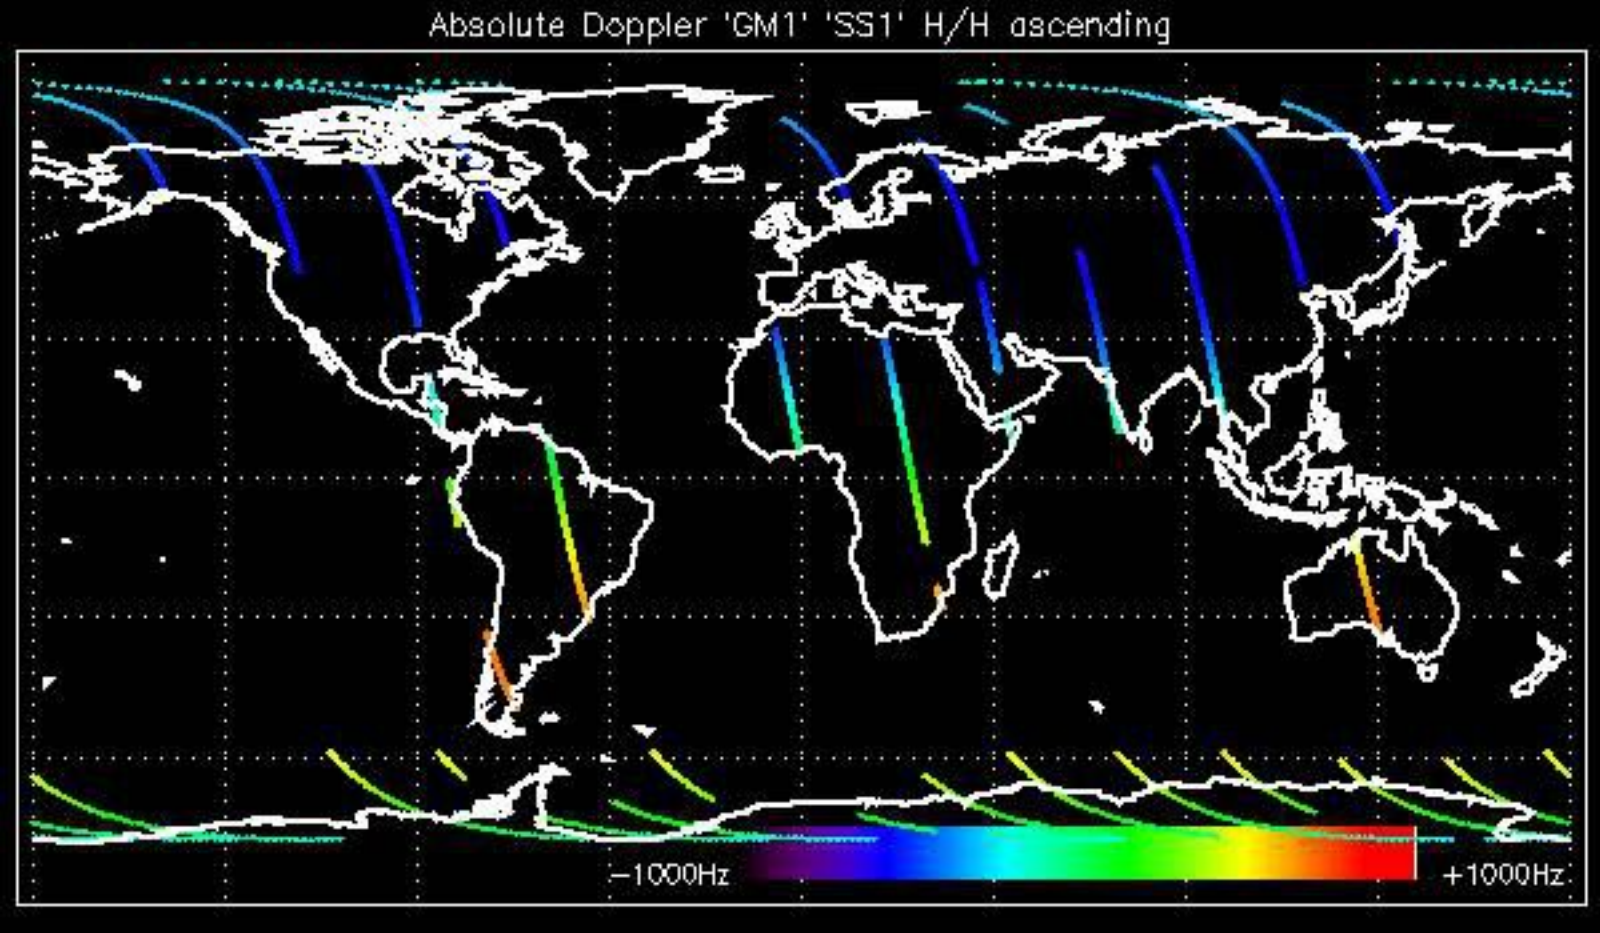 Absolute Doppler 'GM1' 'SS1' H/H ascending
-1000Hz
+1000Hz